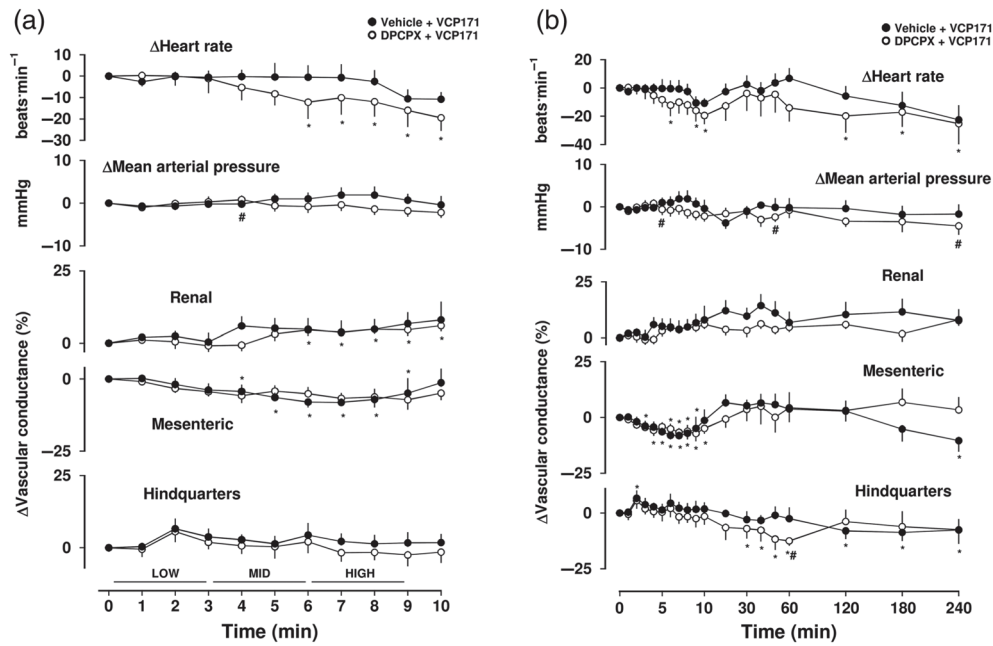 (a)
● Vehicle + VCP171
○ DPCPX + VCP171
ΔHeart rate
beats·min−1
10
0
−10
−20
−30
*
*
*
*
*
ΔMean arterial pressure
mmHg
10
0
−10
#
ΔVascular conductance (%)
Renal
25
0
*
*
*
*
*
Mesenteric
0
−25
*
*
*
*
*
*
Hindquarters
25
0
LOW
MID
HIGH
0 1 2 3 4 5 6 7 8 9 10
Time (min)
(b)
● Vehicle + VCP171
○ DPCPX + VCP171
ΔHeart rate
beats·min−1
20
0
−20
−40
*
*
*
*
*
*
ΔMean arterial pressure
mmHg
10
0
−10
#
#
#
ΔVascular conductance (%)
Renal
25
0
Mesenteric
25
0
−25
* * * * *
* * * * * * *
*
Hindquarters
0
−25
*
* * * *#
* * *
0 5 10 30 60 120 180 240
Time (min)